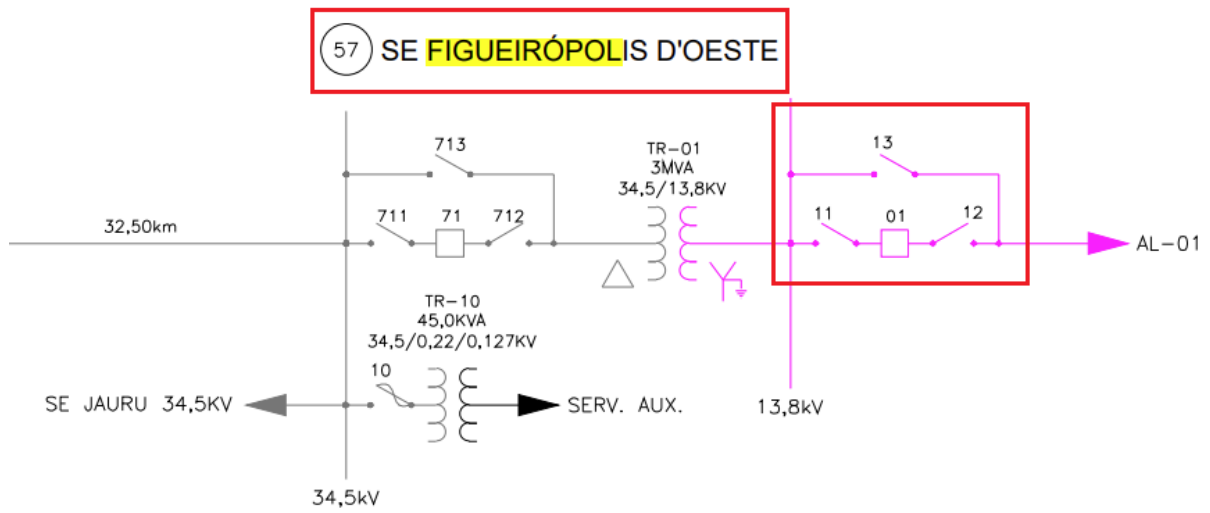 57 SE FIGUEIRÓPOLIS D'OESTE
713
13
TR-01
3MVA
34,5/13,8KV
711 71 712
11 01 12
32,50km
AL-01
TR-10
45,0KVA
34,5/0,22/0,127KV
10
SE JAURU 34,5KV
SERV. AUX.
13,8kV
34,5kV